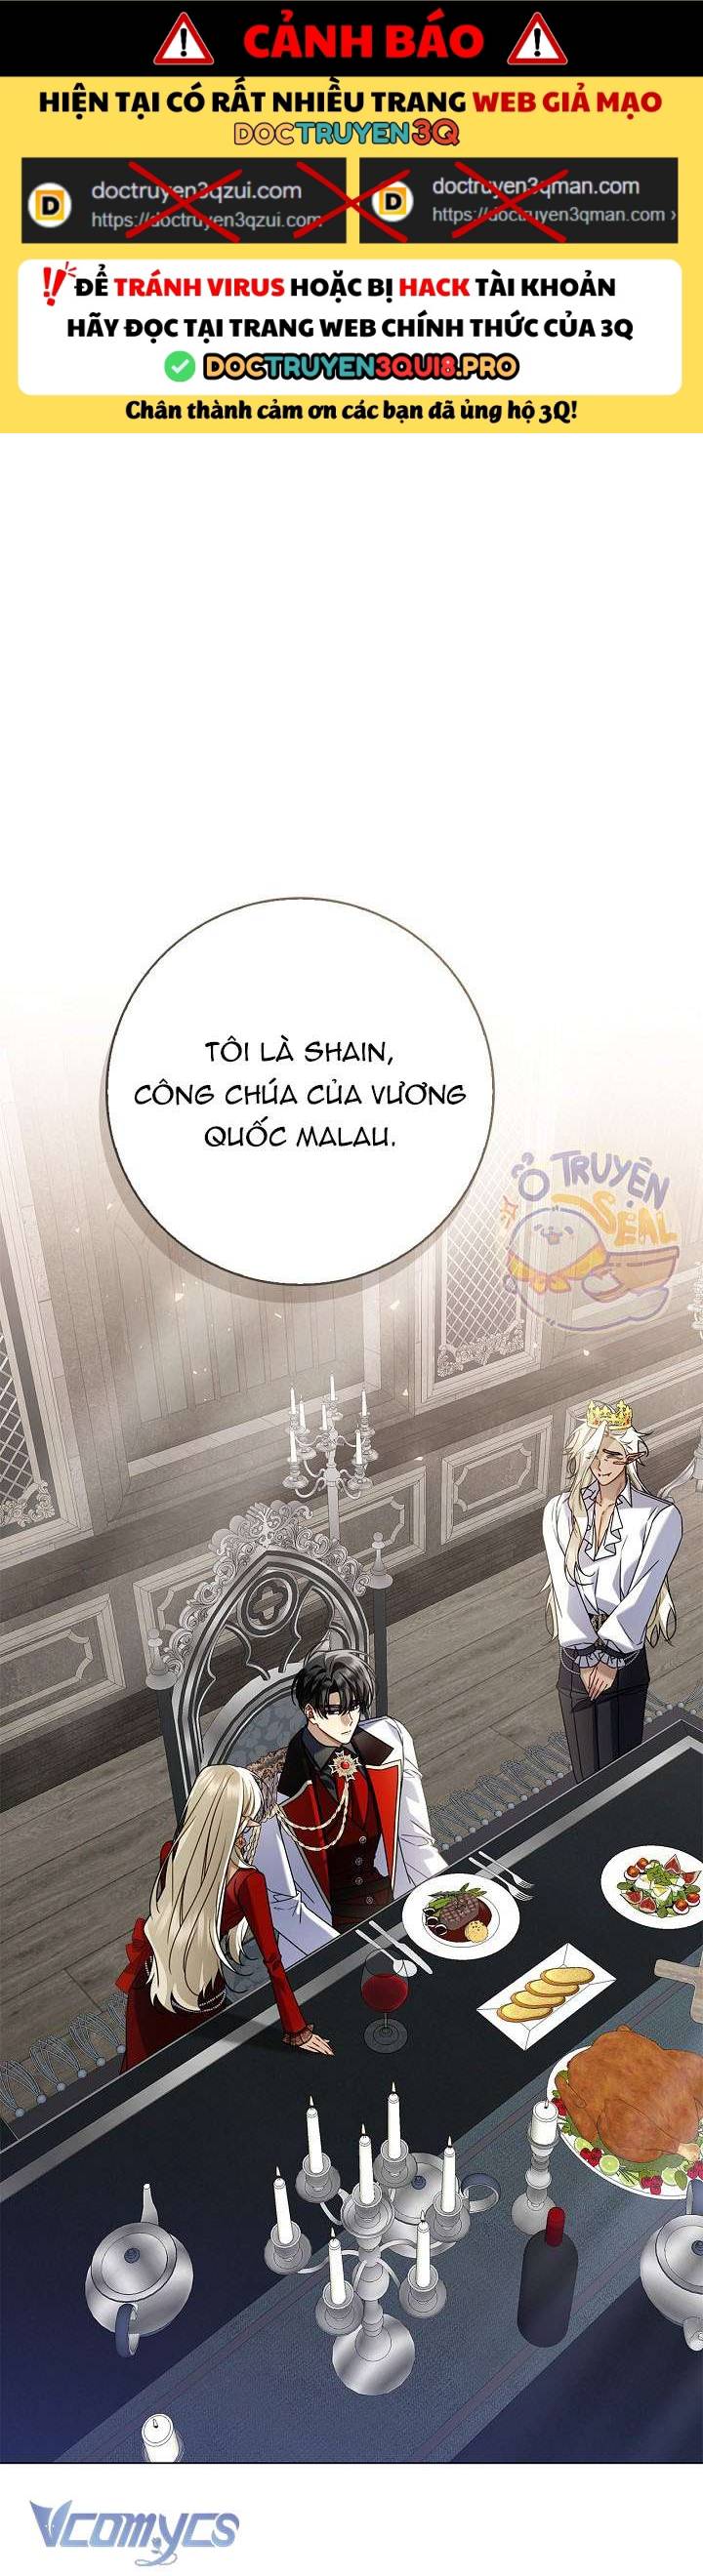 CẢNH BÁO
HIỆN TẠI CÓ RẤT NHIỀU TRANG WEB GIẢ MẠO
DOCTRUYEN3Q
doctruyen3qzui.com
https://doctruyen3qzui.com
doctruyen3qman.com
https://doctruyen3qman.com ›
ĐỂ TRÁNH VIRUS HOẶC BỊ HACK TÀI KHOẢN
HÃY ĐỌC TẠI TRANG WEB CHÍNH THỨC CỦA 3Q
DOCTRUYEN3QUI8.PRO
Chân thành cảm ơn các bạn đã ủng hộ 3Q!
TÔI LÀ SHAIN,
CÔNG CHÚA CỦA VƯƠNG
QUỐC MALAU.
Ổ TRUYỆN
SEAL
Vcomycs